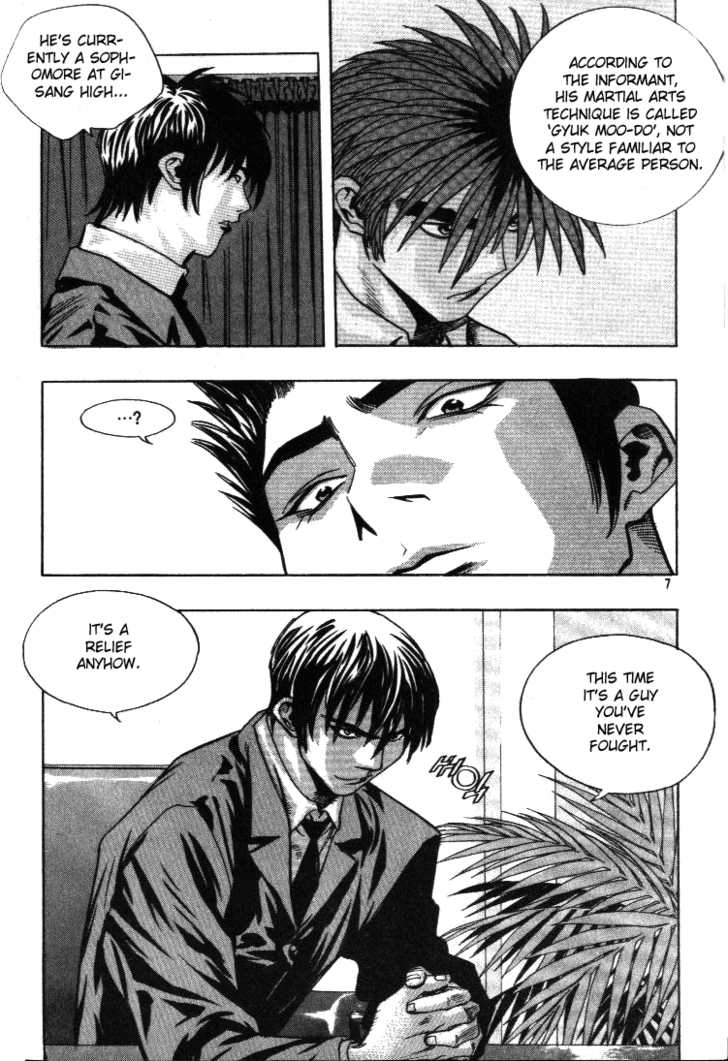 HE'S CURR-
ENTLY A SOPH-
OMORE AT GI-
SANG HIGH...
ACCORDING TO
THE INFORMANT,
HIS MARTIAL ARTS
TECHNIQUE IS CALLED
'GYUK MOO-DO', NOT
A STYLE FAMILIAR TO
THE AVERAGE PERSON.
...?
7
IT'S A
RELIEF
ANYHOW.
THIS TIME
IT'S A GUY
YOU'VE
NEVER
FOUGHT.